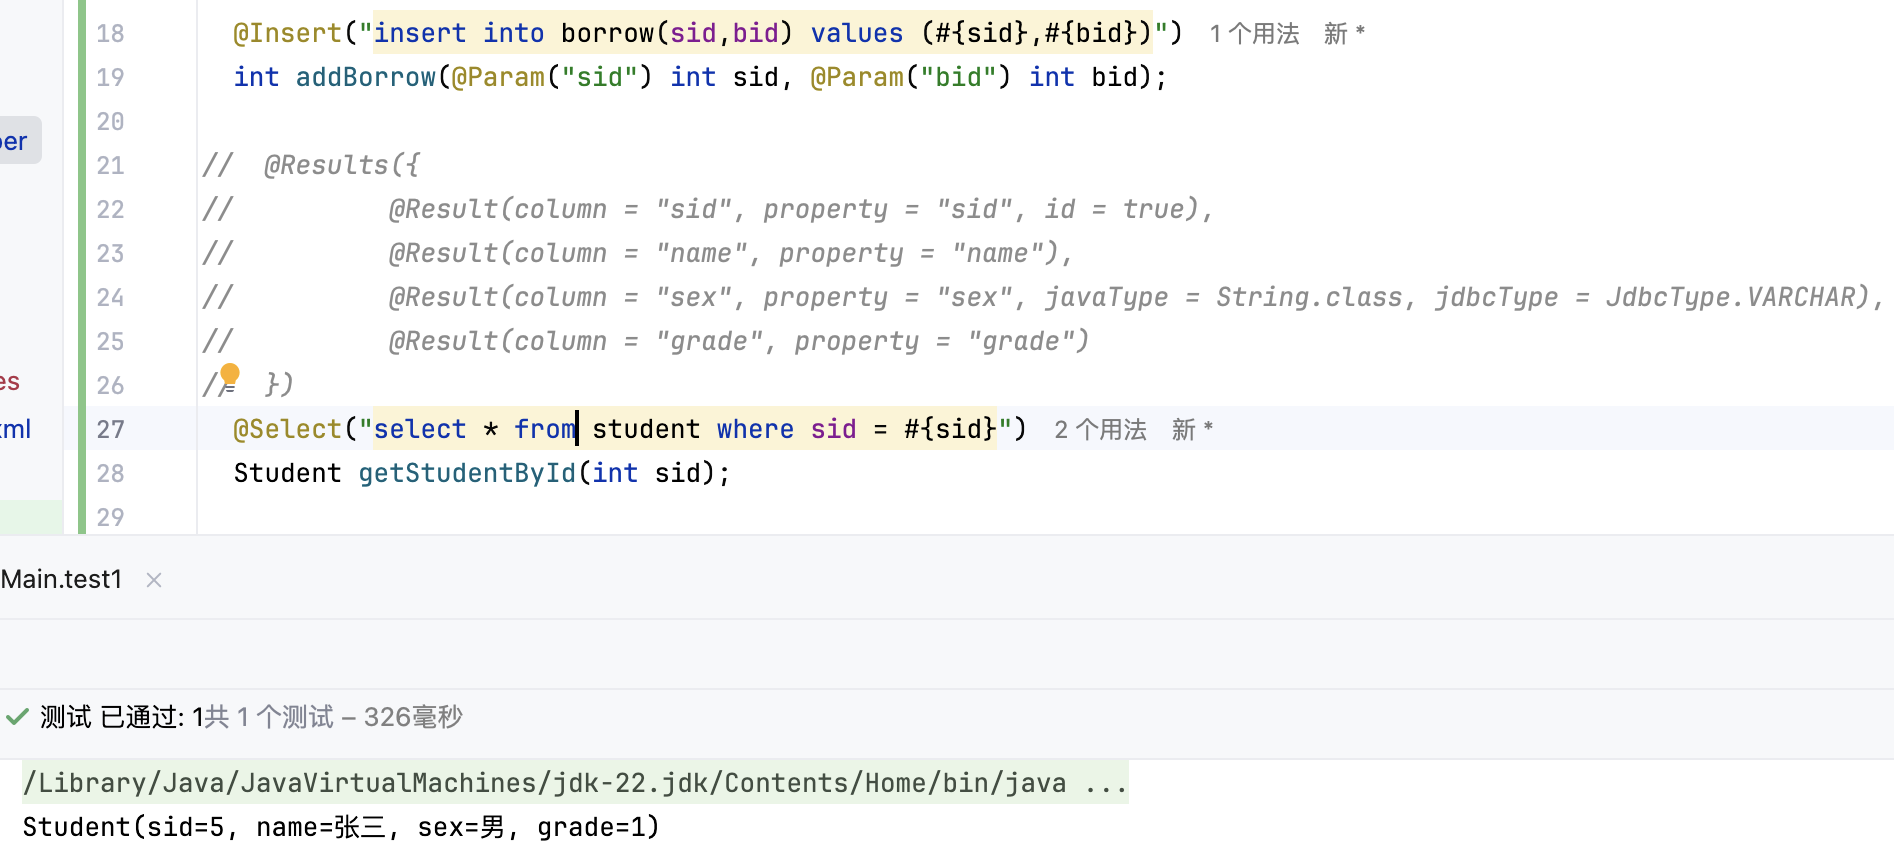 18 @Insert("insert into borrow(sid,bid) values (#{sid},#{bid})") 1 个用法 新 *
19 int addBorrow(@Param("sid") int sid, @Param("bid") int bid);
20
21 // @Results({
22 // @Result(column = "sid", property = "sid", id = true),
23 // @Result(column = "name", property = "name"),
24 // @Result(column = "sex", property = "sex", javaType = String.class, jdbcType = JdbcType.VARCHAR),
25 // @Result(column = "grade", property = "grade")
26 // })
27 @Select("select * from student where sid = #{sid}") 2 个用法 新 *
28 Student getStudentById(int sid);
29
er
es
ml
Main.test1
测试 已通过: 1共 1 个测试 – 326毫秒
/Library/Java/JavaVirtualMachines/jdk-22.jdk/Contents/Home/bin/java ...
Student(sid=5, name=张三, sex=男, grade=1)